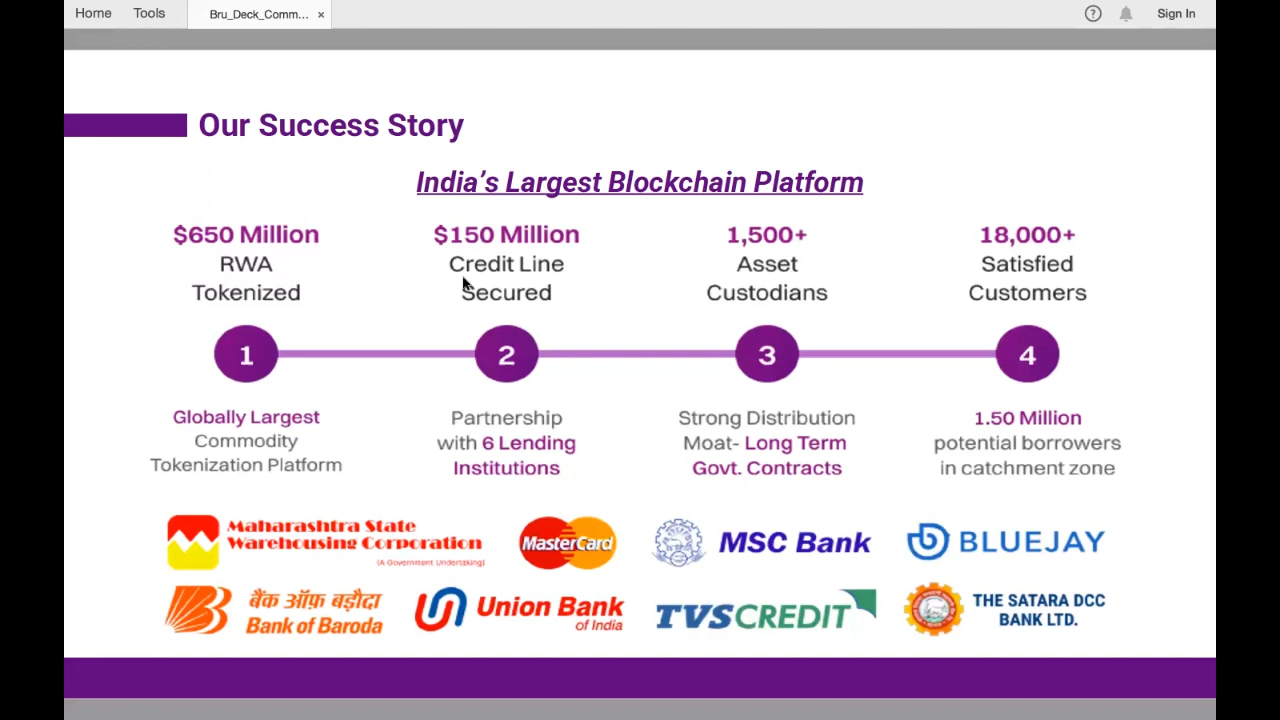 Home Tools Bru_Deck_Comm... × ? Sign In
Our Success Story
India's Largest Blockchain Platform
$650 Million
RWA
Tokenized
$150 Million
Credit Line
Secured
1,500+
Asset
Custodians
18,000+
Satisfied
Customers
1 2 3 4
Globally Largest
Commodity
Tokenization Platform
Partnership
with 6 Lending
Institutions
Strong Distribution
Moat- Long Term
Govt. Contracts
1.50 Million
potential borrowers
in catchment zone
Maharashtra State
Warehousing Corporation
(A Government Undertaking)
MasterCard
MSC Bank
BLUEJAY
बैंक ऑफ़ बड़ौदा
Bank of Baroda
Union Bank
of India
TVS CREDIT
THE SATARA DCC
BANK LTD.